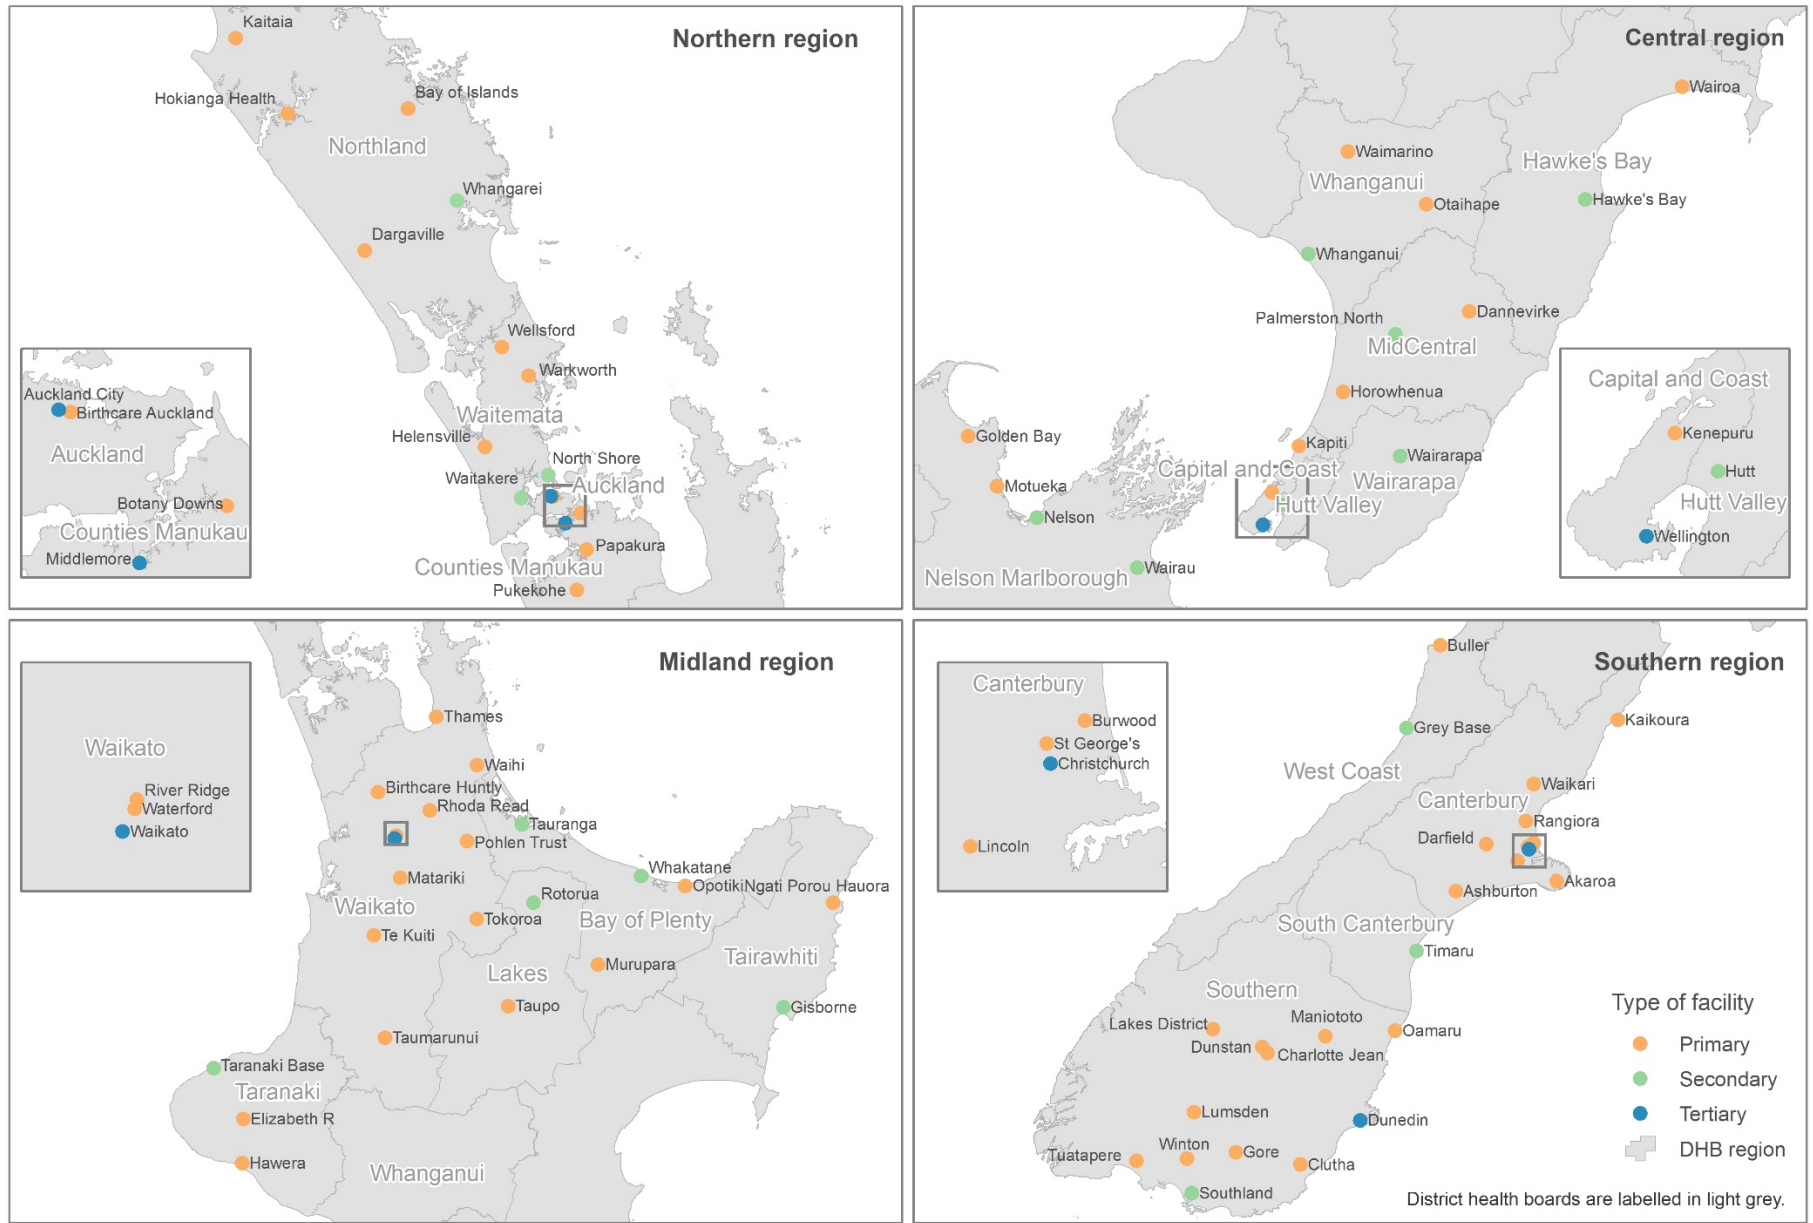 Northern region
Kaitaia
Hokianga Health
Bay of Islands
Northland
Whangarei
Dargaville
Wellsford
Warkworth
Waitemata
Helensville
North Shore
Waitakere
Auckland
Papakura
Counties Manukau
Pukekohe
Auckland City
Birthcare Auckland
Auckland
Botany Downs
Counties Manukau
Middlemore
Central region
Wairoa
Waimarino
Hawke's Bay
Whanganui
Otaihape
Hawke's Bay
Whanganui
Dannevirke
Palmerston North
MidCentral
Horowhenua
Golden Bay
Kapiti
Wairarapa
Capital and Coast
Wairarapa
Motueka
Hutt Valley
Nelson
Nelson Marlborough
Wairau
Capital and Coast
Kenepuru
Hutt
Hutt Valley
Wellington
Midland region
Thames
Waihi
Birthcare Huntly
Rhoda Read
Tauranga
Pohlen Trust
Whakatane
Matariki
Opotiki
Ngati Porou Hauora
Rotorua
Waikato
Tokoroa
Bay of Plenty
Te Kuiti
Tairawhiti
Murupara
Lakes
Taupo
Gisborne
Taumarunui
Taranaki Base
Taranaki
Elizabeth R
Hawera
Whanganui
Waikato
River Ridge
Waterford
Waikato
Southern region
Buller
Kaikoura
Grey Base
West Coast
Waikari
Canterbury
Rangiora
Darfield
Akaroa
Ashburton
South Canterbury
Timaru
Southern
Lakes District
Maniototo
Oamaru
Dunstan
Charlotte Jean
Lumsden
Dunedin
Winton
Tuatapere
Gore
Clutha
Southland
Canterbury
Burwood
St George's
Christchurch
Lincoln
Type of facility
Primary
Secondary
Tertiary
DHB region
District health boards are labelled in light grey.